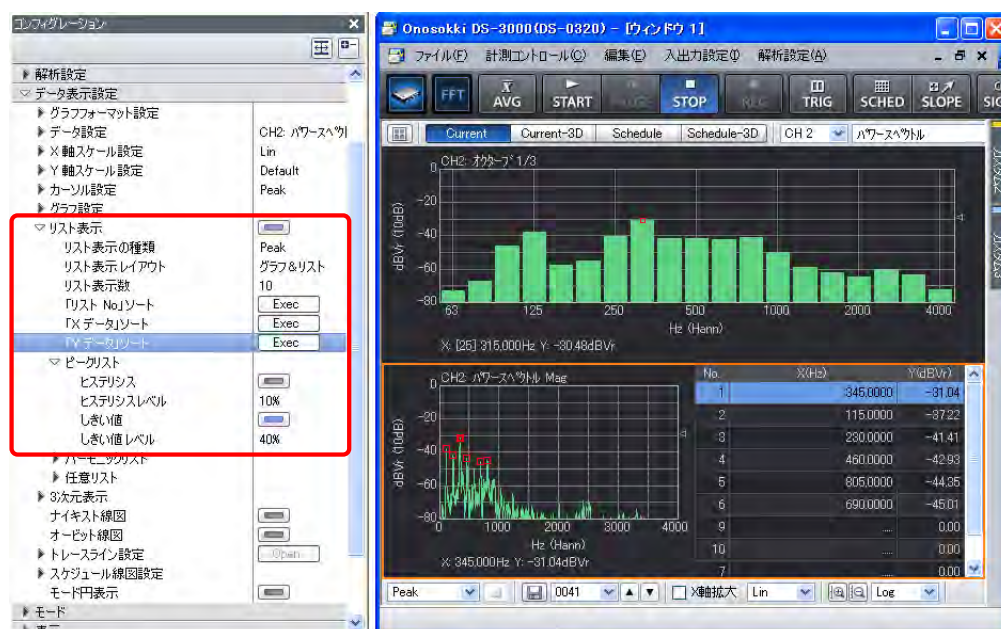 コンフィグレーション
解析設定
データ表示設定
グラフフォーマット設定
データ設定 CH2: パワースペクト
X 軸スケール設定 Lin
Y 軸スケール設定 Default
カーソル設定 Peak
グラフ設定
リスト表示
リスト表示の種類 Peak
リスト表示レイアウト グラフ&リスト
リスト表示数 10
「リスト No」ソート Exec
「X データ」ソート Exec
「Y データ」ソート Exec
ピークリスト
ヒステリシス
ヒステリシスレベル 10%
しきい値
しきい値レベル 40%
ハーモニックリスト
任意リスト
3次元表示
ナイキスト線図
オービット線図
トレースライン設定 Open
スケジュール線図設定
モード円表示
モード
Onosokki DS-3000(DS-0320) - [ウィンドウ 1]
ファイル(F) 計測コントロール(C) 編集(E) 入出力設定(I) 解析設定(A)
FFT AVG START STOP REC TRIG SCHED SLOPE
Current Current-3D Schedule Schedule-3D CH 2 パワースペクトル
CH2: オクターブ 1/3
dBVr (10dB)
0
-20
-40
-60
-80
63 125 250 500 1000 2000 4000
Hz (Hann)
X: [25] 315.000Hz Y: -30.48dBVr
CH2: パワースペクトル Mag
dBVr (10dB)
0
-20
-40
-60
-80
0 1000 2000 3000 4000
Hz (Hann)
X: 345.000Hz Y: -31.04dBVr
No. X(Hz) Y(dBVr)
1 345.0000 -31.04
2 115.0000 -37.22
3 230.0000 -41.41
4 460.0000 -42.93
5 805.0000 -44.35
6 690.0000 -45.01
9 .... 0.00
10 .... 0.00
7 .... 0.00
Peak 0041 X軸拡大 Lin Log